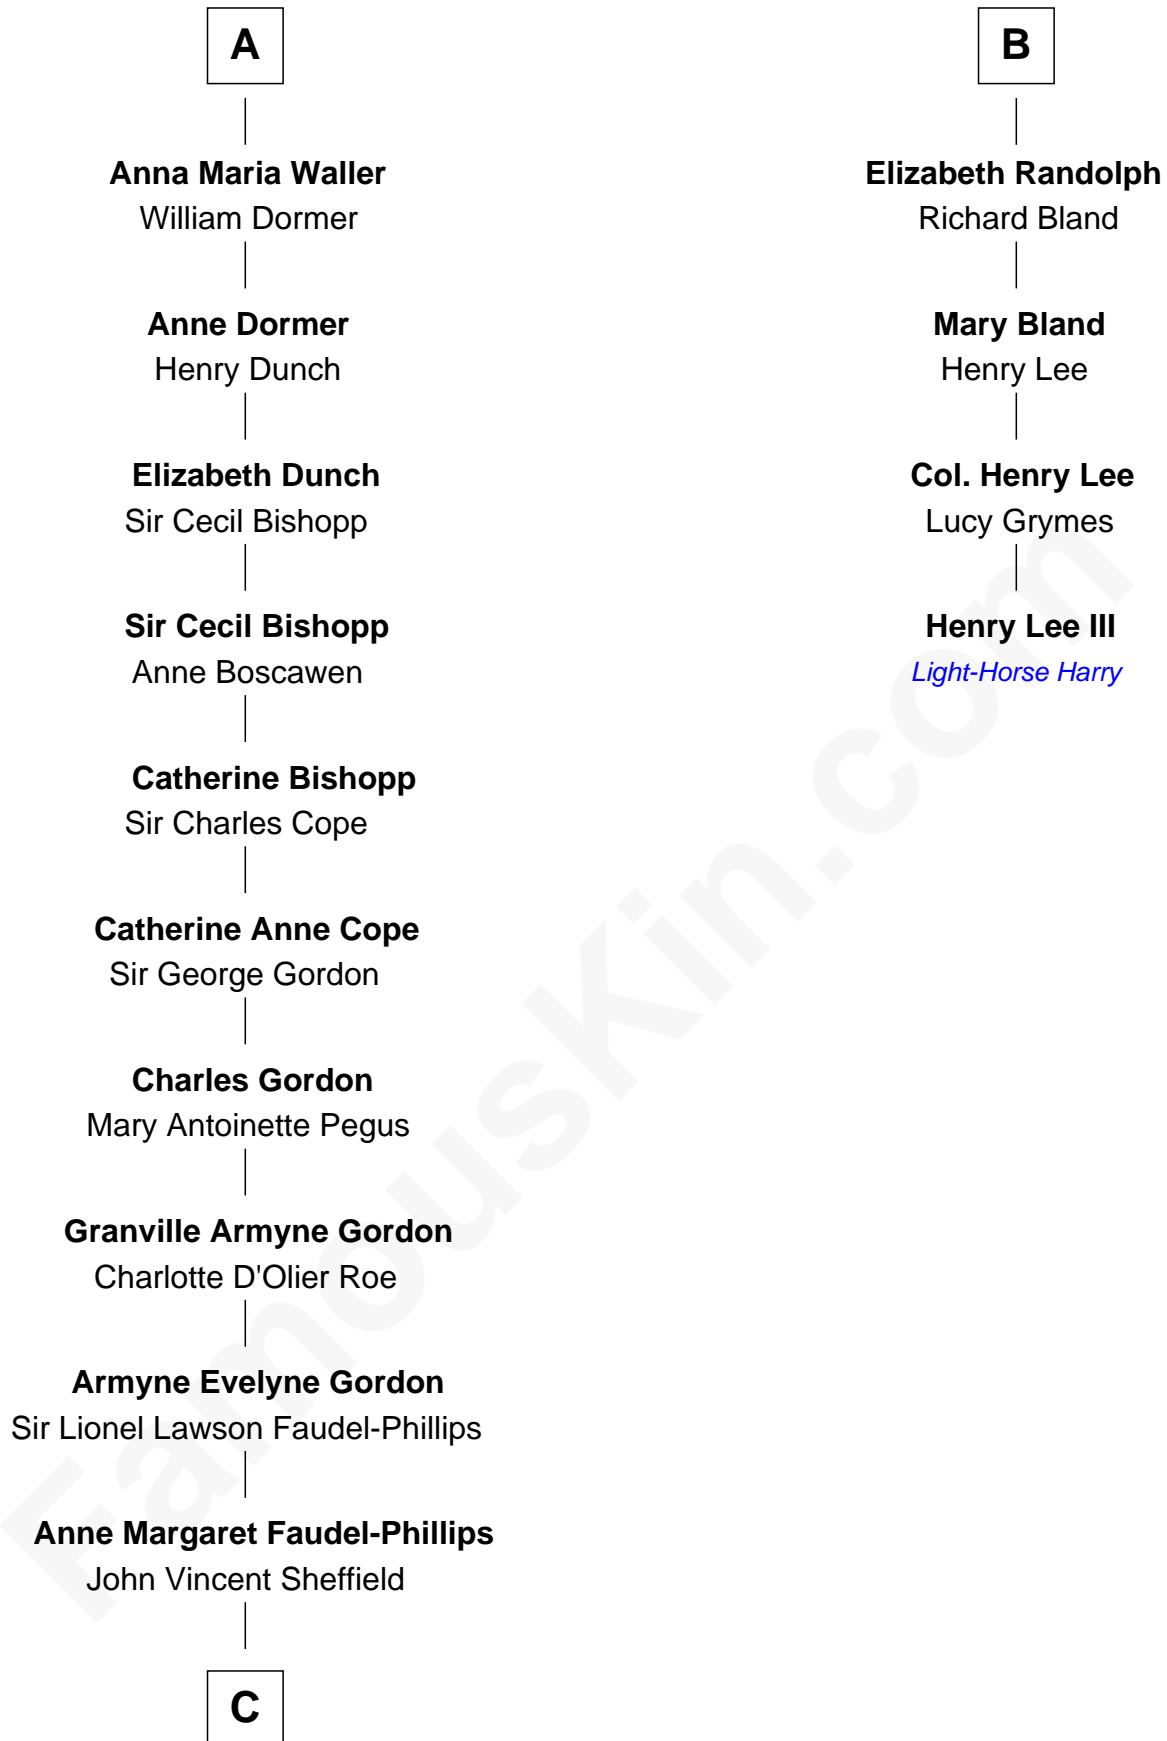 A
Anna Maria Waller
William Dormer
Anne Dormer
Henry Dunch
Elizabeth Dunch
Sir Cecil Bishopp
Sir Cecil Bishopp
Anne Boscawen
Catherine Bishopp
Sir Charles Cope
Catherine Anne Cope
Sir George Gordon
Charles Gordon
Mary Antoinette Pegus
Granville Armyne Gordon
Charlotte D'Olier Roe
Armyne Evelyne Gordon
Sir Lionel Lawson Faudel-Phillips
Anne Margaret Faudel-Phillips
John Vincent Sheffield
C
B
Elizabeth Randolph
Richard Bland
Mary Bland
Henry Lee
Col. Henry Lee
Lucy Grymes
Henry Lee III
Light-Horse Harry
FamousKin.com